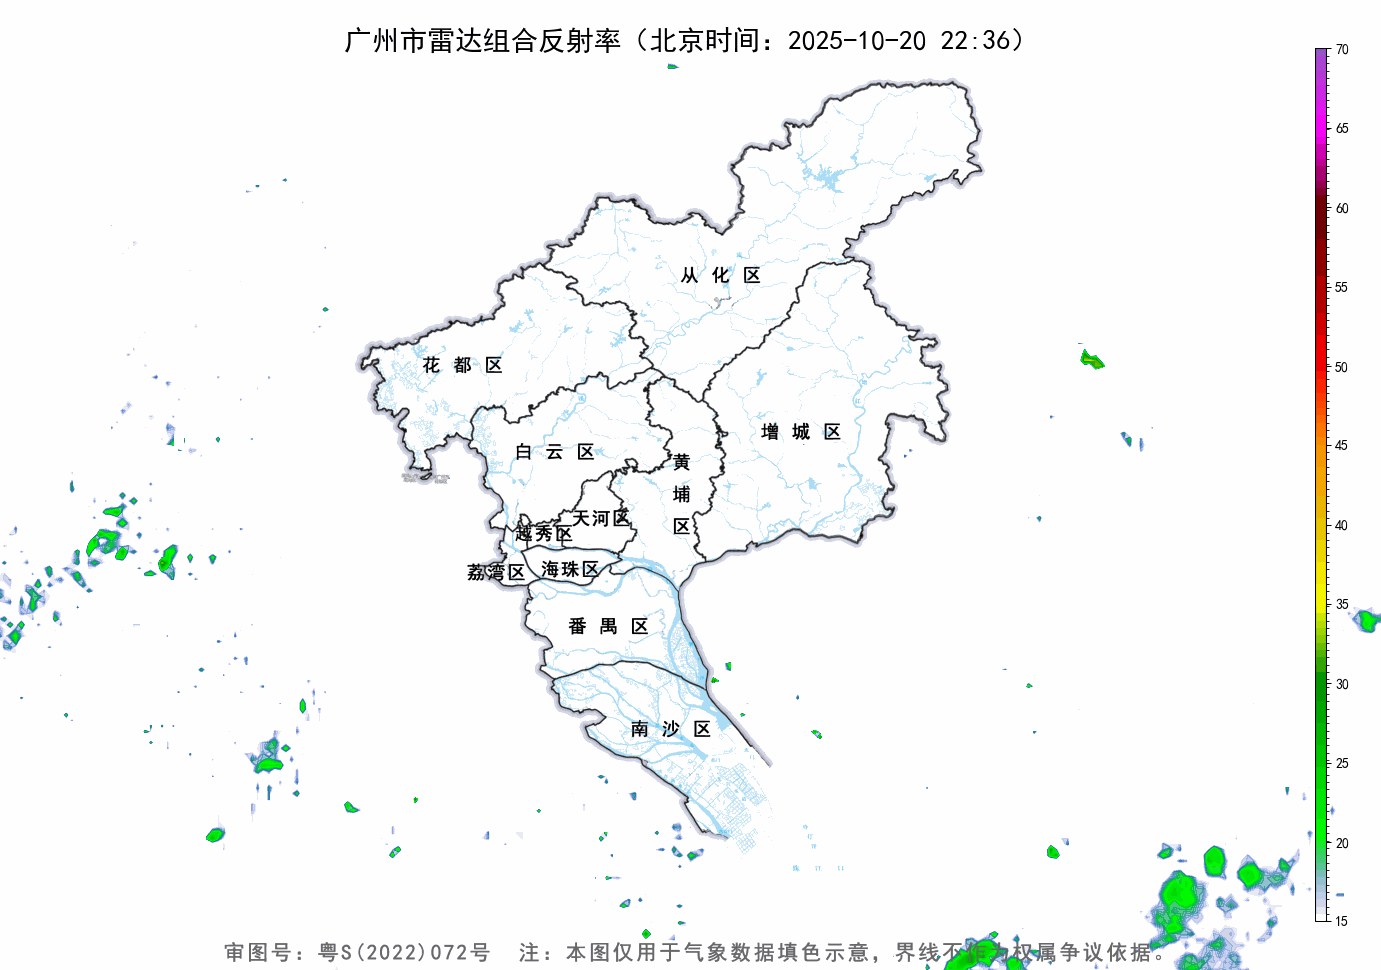 广州市雷达组合反射率（北京时间：2025-10-20 22:36）
70
65
60
55
50
45
40
35
30
25
20
15
从化区
花都区
增城区
白云区
黄埔区
天河区
越秀区
荔湾区
海珠区
番禺区
南沙区
审图号：粤S(2022)072号 注：本图仅用于气象数据填色示意，界线不作为权属争议依据。